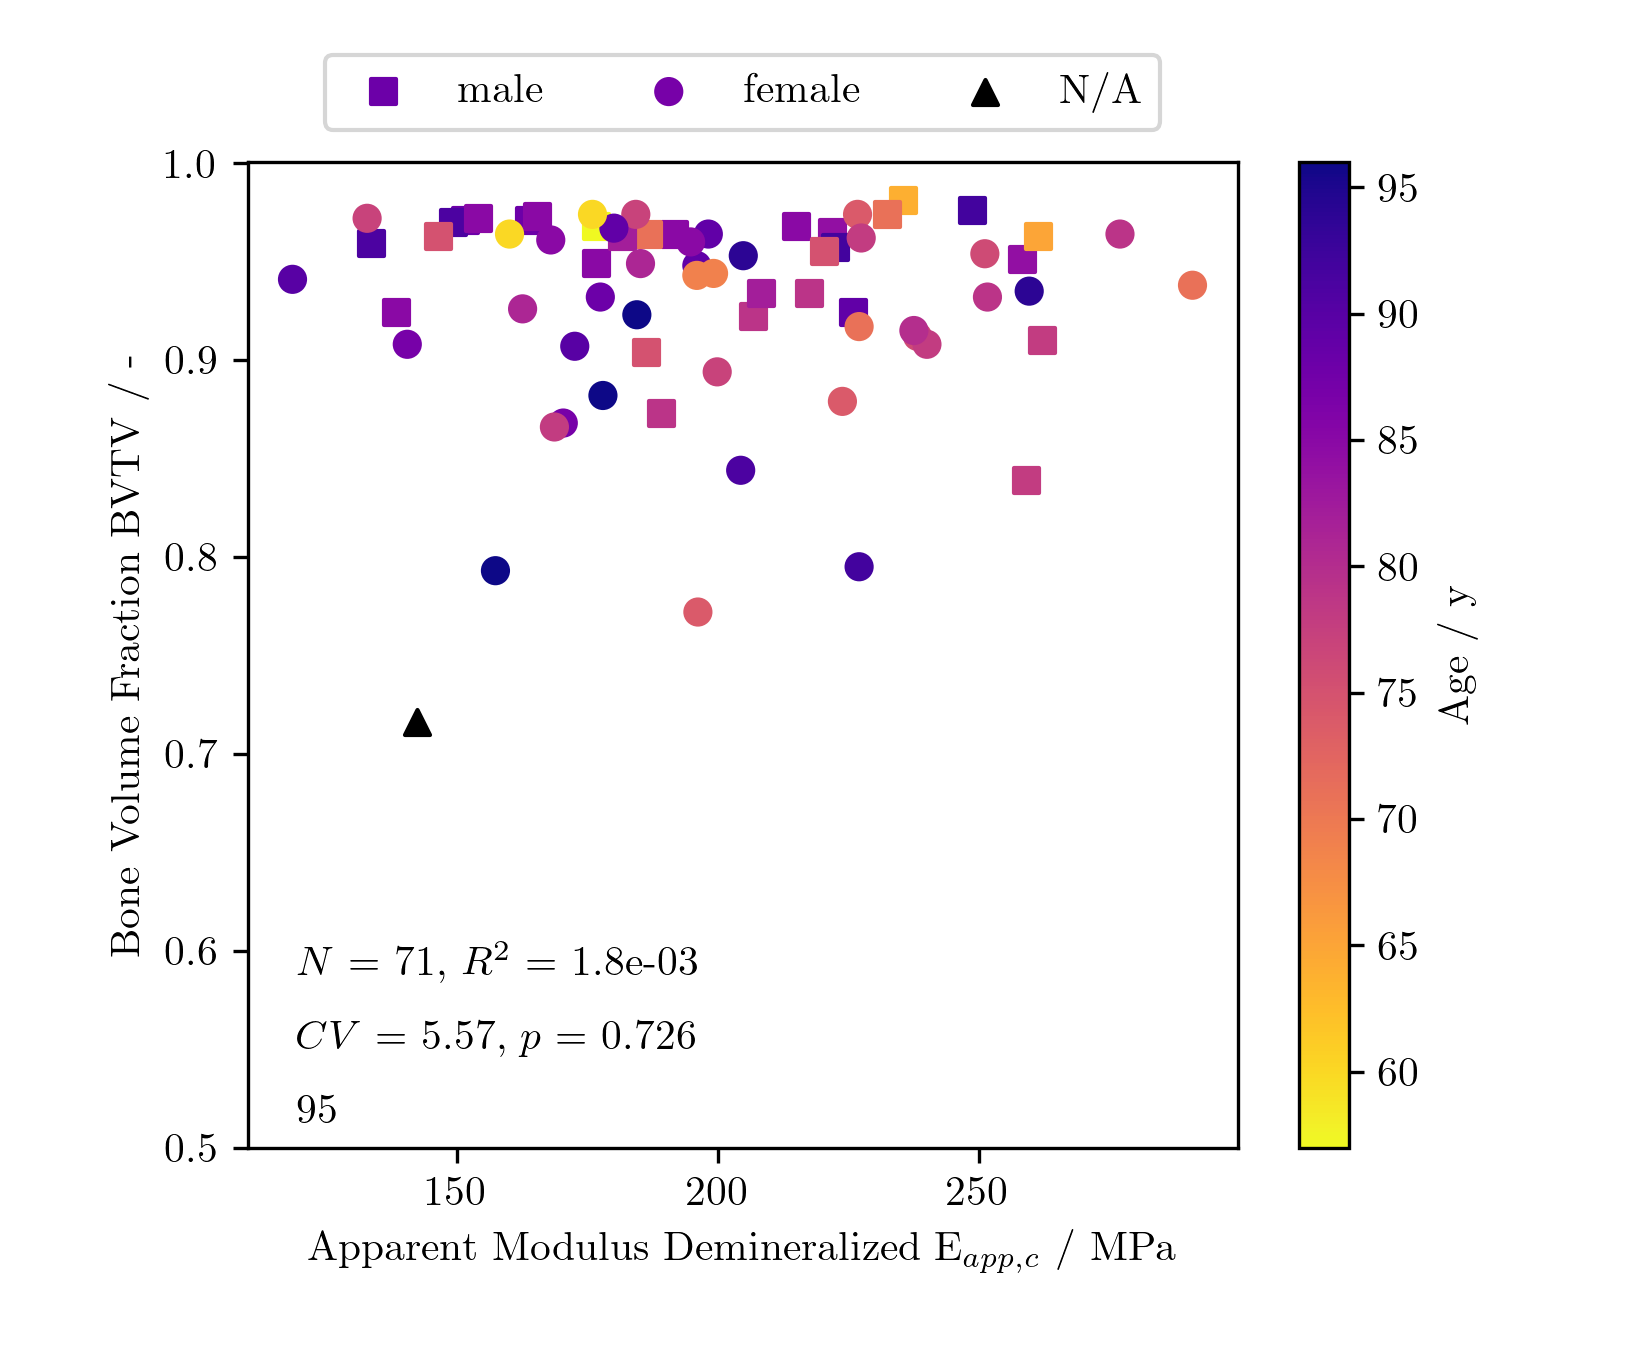 male female N/A
1.0
0.9
0.8
0.7
0.6
0.5
Bone Volume Fraction BVTV / -
N = 71, R² = 1.8e-03
CV = 5.57, p = 0.726
95
150 200 250
Apparent Modulus Demineralized E_{app,c} / MPa
95
90
85
80
75
70
65
60
Age / y